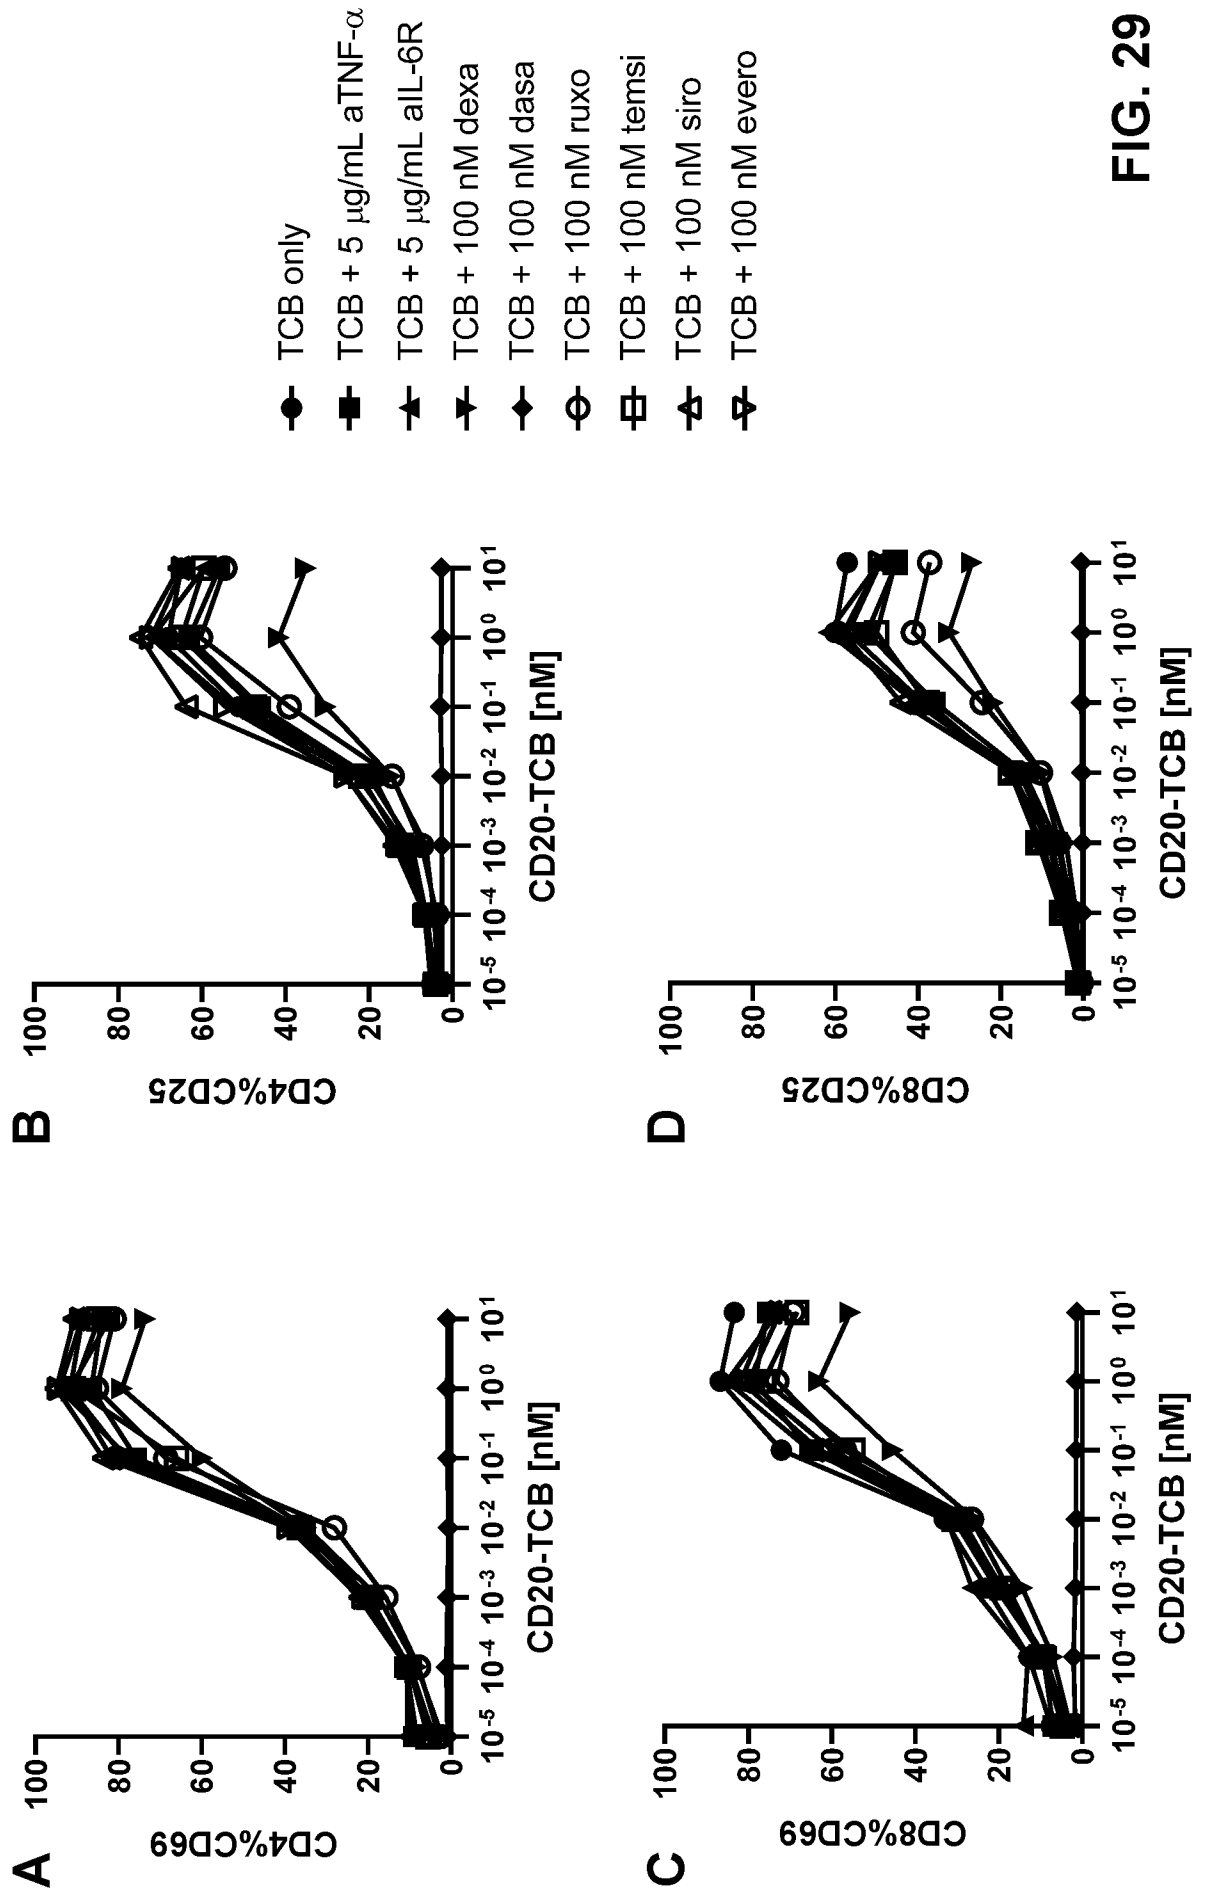 A
CD4%CD69
100
80
60
40
20
0
10⁻⁵ 10⁻⁴ 10⁻³ 10⁻² 10⁻¹ 10⁰ 10¹
CD20-TCB [nM]
B
CD4%CD25
100
80
60
40
20
0
10⁻⁵ 10⁻⁴ 10⁻³ 10⁻² 10⁻¹ 10⁰ 10¹
CD20-TCB [nM]
TCB only
TCB + 5 μg/mL aTNF-α
TCB + 5 μg/mL aIL-6R
TCB + 100 nM dexa
TCB + 100 nM dasa
TCB + 100 nM ruxo
TCB + 100 nM temsi
TCB + 100 nM siro
TCB + 100 nM evero
C
CD8%CD69
100
80
60
40
20
0
10⁻⁵ 10⁻⁴ 10⁻³ 10⁻² 10⁻¹ 10⁰ 10¹
CD20-TCB [nM]
D
CD8%CD25
100
80
60
40
20
0
10⁻⁵ 10⁻⁴ 10⁻³ 10⁻² 10⁻¹ 10⁰ 10¹
CD20-TCB [nM]
FIG. 29